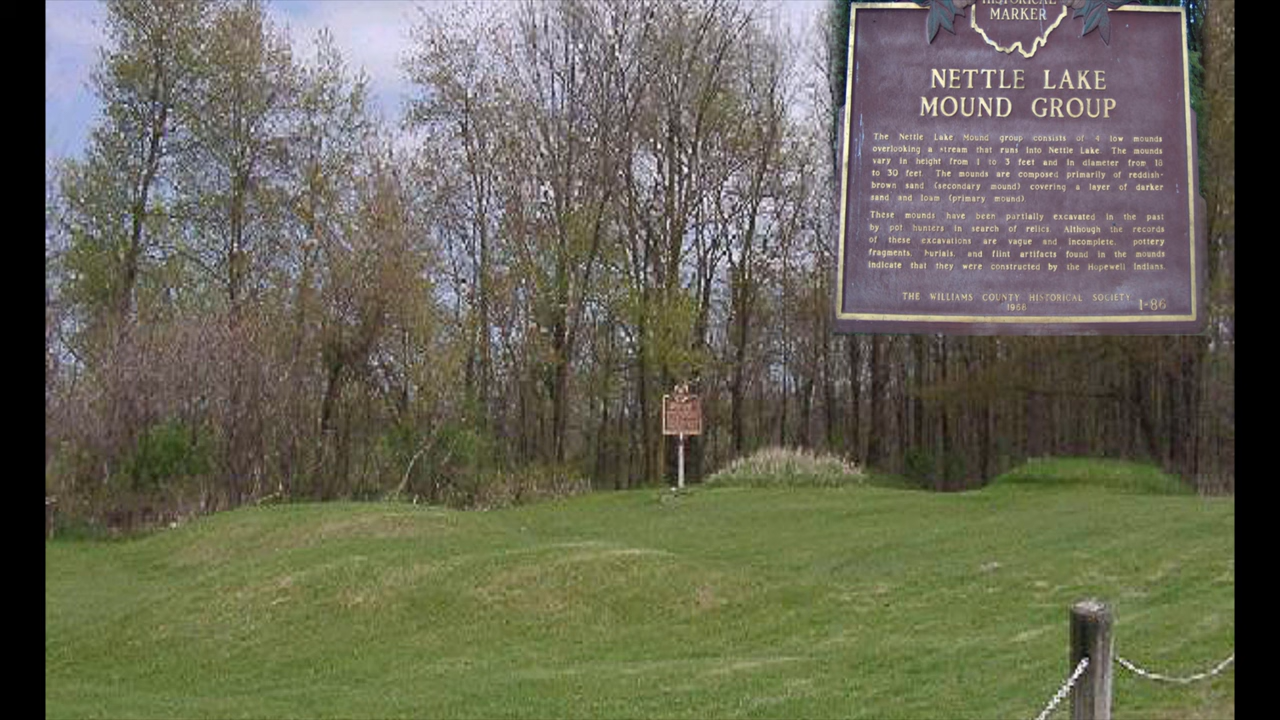 HISTORICAL
MARKER
NETTLE LAKE
MOUND GROUP
The Nettle Lake Mound group consists of 4 low mounds
overlooking a stream that runs into Nettle Lake. The mounds
vary in height from 1 to 3 feet and in diameter from 18
to 30 feet. The mounds are composed primarily of reddish-
brown sand (secondary mound) covering a layer of darker
sand and loam (primary mound).
These mounds have been partially excavated in the past
by pot hunters in search of relics. Although the records
of these excavations are vague and incomplete, pottery
fragments, burials, and flint artifacts found in the mounds
indicate that they were constructed by the Hopewell Indians.
THE WILLIAMS COUNTY HISTORICAL SOCIETY
1966
1-86